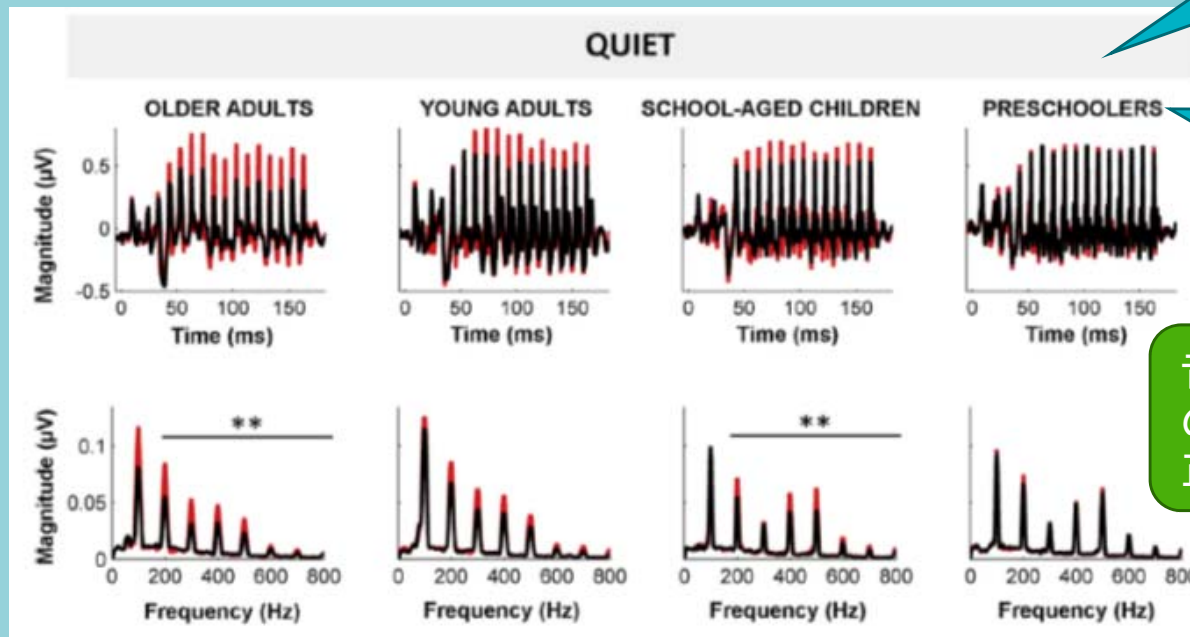 QUIET
OLDER ADULTS YOUNG ADULTS SCHOOL-AGED CHILDREN PRESCHOOLERS
Magnitude (µV)
0.5
0
-0.5
0 50 100 150 0 50 100 150 0 50 100 150 0 50 100 150
Time (ms) Time (ms) Time (ms) Time (ms)
** **
Magnitude (µV)
0.1
0.05
0
0 200 400 600 800 0 200 400 600 800 0 200 400 600 800 0 200 400 600 800
Frequency (Hz) Frequency (Hz) Frequency (Hz) Frequency (Hz)